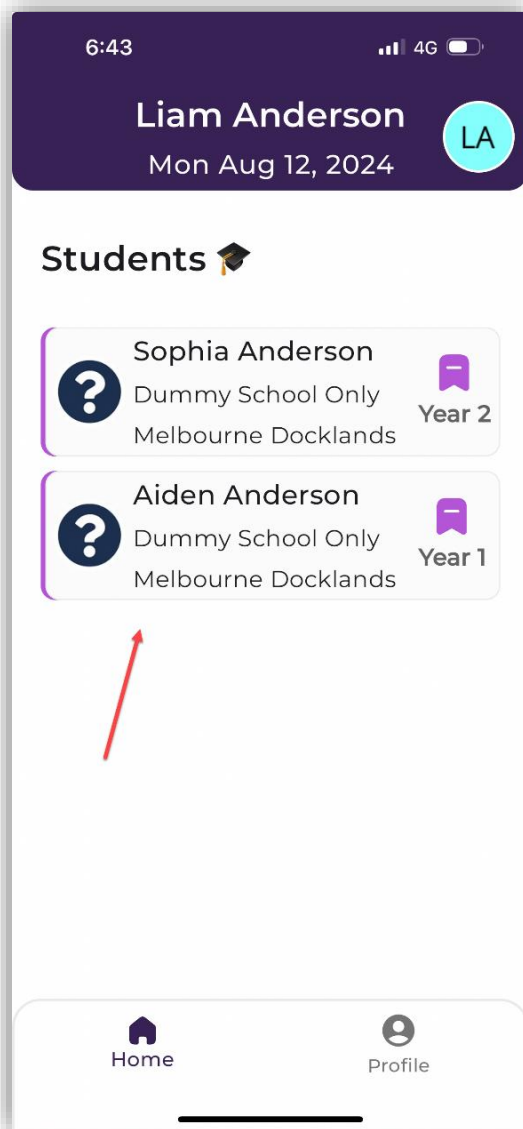 6:43
4G
Liam Anderson
LA
Mon Aug 12, 2024
Students 🎓
Sophia Anderson
Dummy School Only
Melbourne Docklands
Year 2
Aiden Anderson
Dummy School Only
Melbourne Docklands
Year 1
Home
Profile